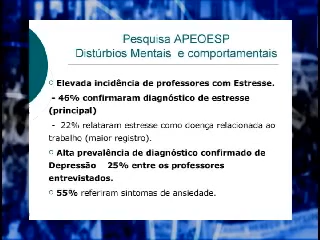 Pesquisa APEOESP
Distúrbios Mentais e comportamentais
Elevada incidência de professores com Estresse.
- 46% confirmaram diagnóstico de estresse
(principal)
- 22% relataram estresse como doença relacionada ao
trabalho (maior registro).
Alta prevalência de diagnóstico confirmado de
Depressão 25% entre os professores
entrevistados.
55% referiram sintomas de ansiedade.